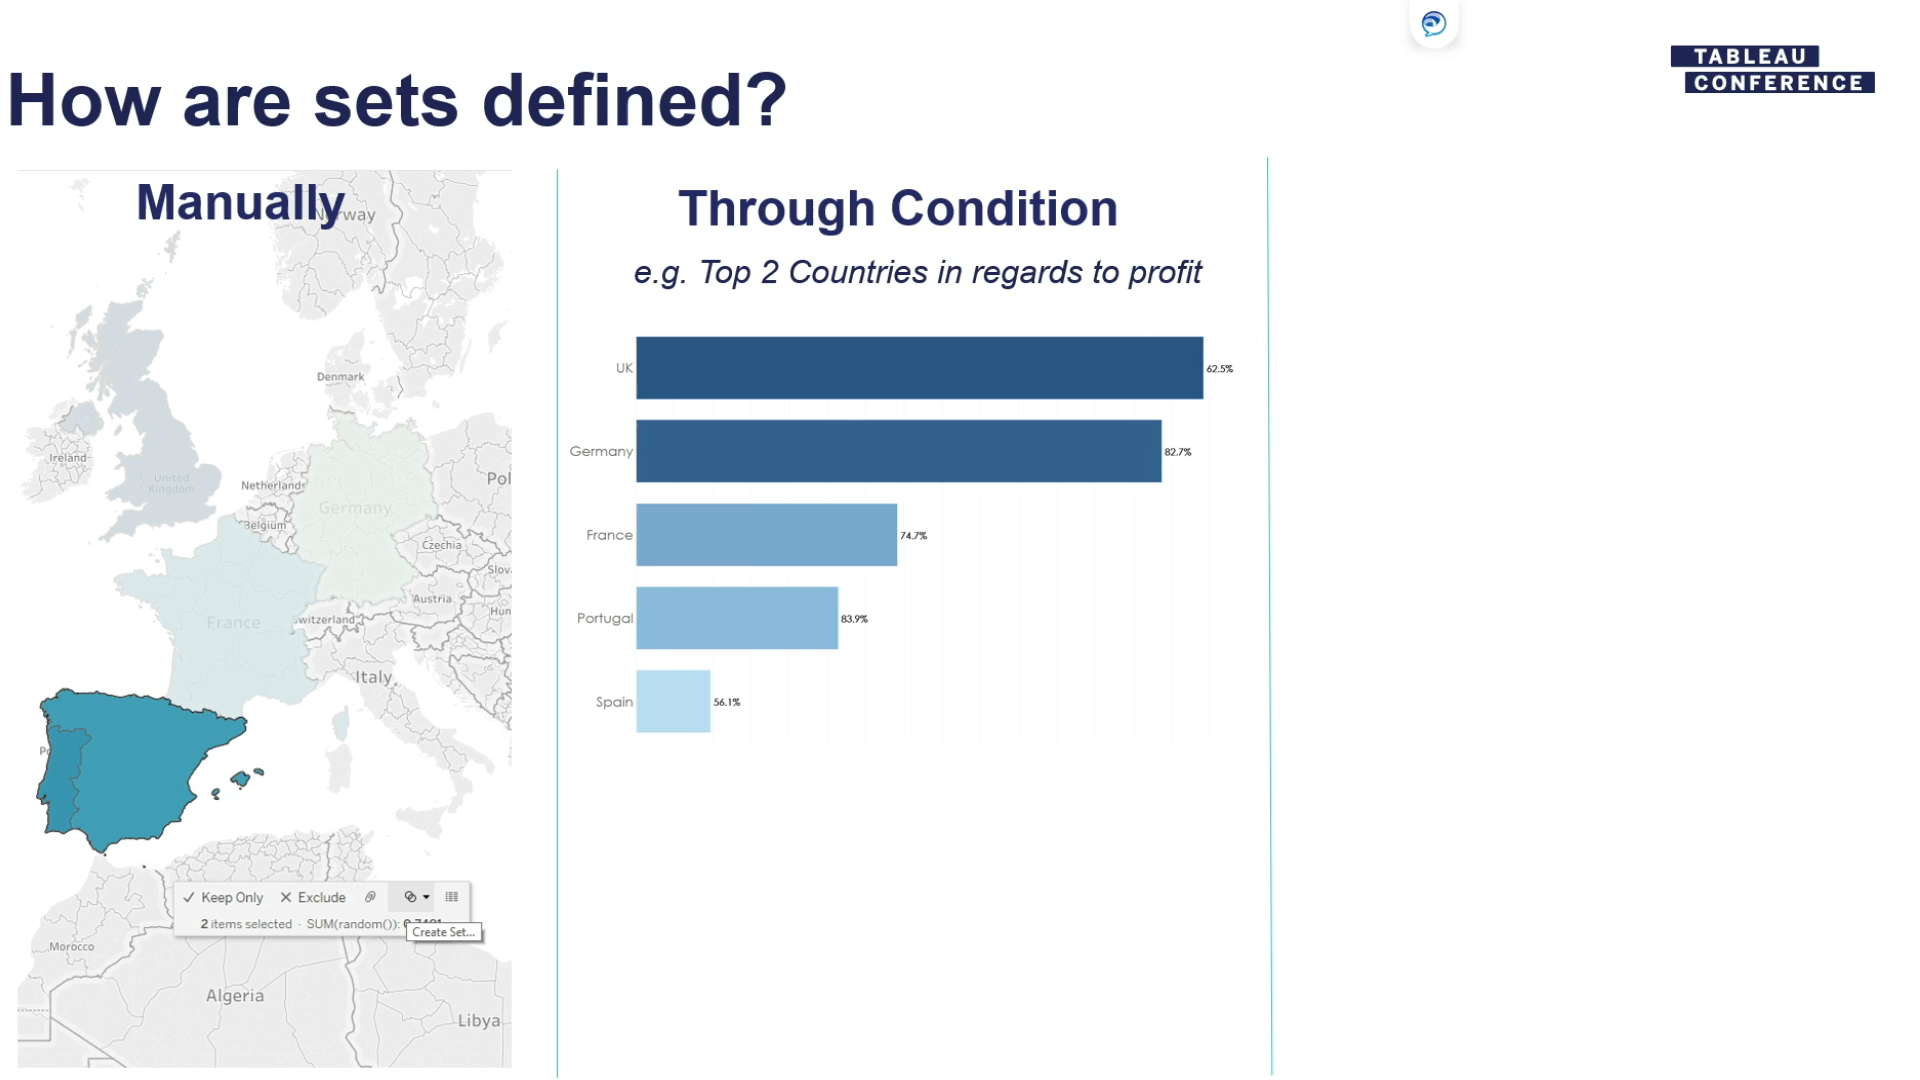 TABLEAU
CONFERENCE
How are sets defined?
Manually
Norway
Denmark
Ireland
United
Kingdom
Netherlands
Pol
Germany
Belgium
Czechia
Slov
Austria
Hun
France
Switzerland
Italy
Po
Keep Only
Exclude
2 items selected · SUM(random()):
Create Set...
Morocco
Algeria
Libya
Through Condition
e.g. Top 2 Countries in regards to profit
UK 62.5%
Germany 82.7%
France 74.7%
Portugal 83.9%
Spain 56.1%